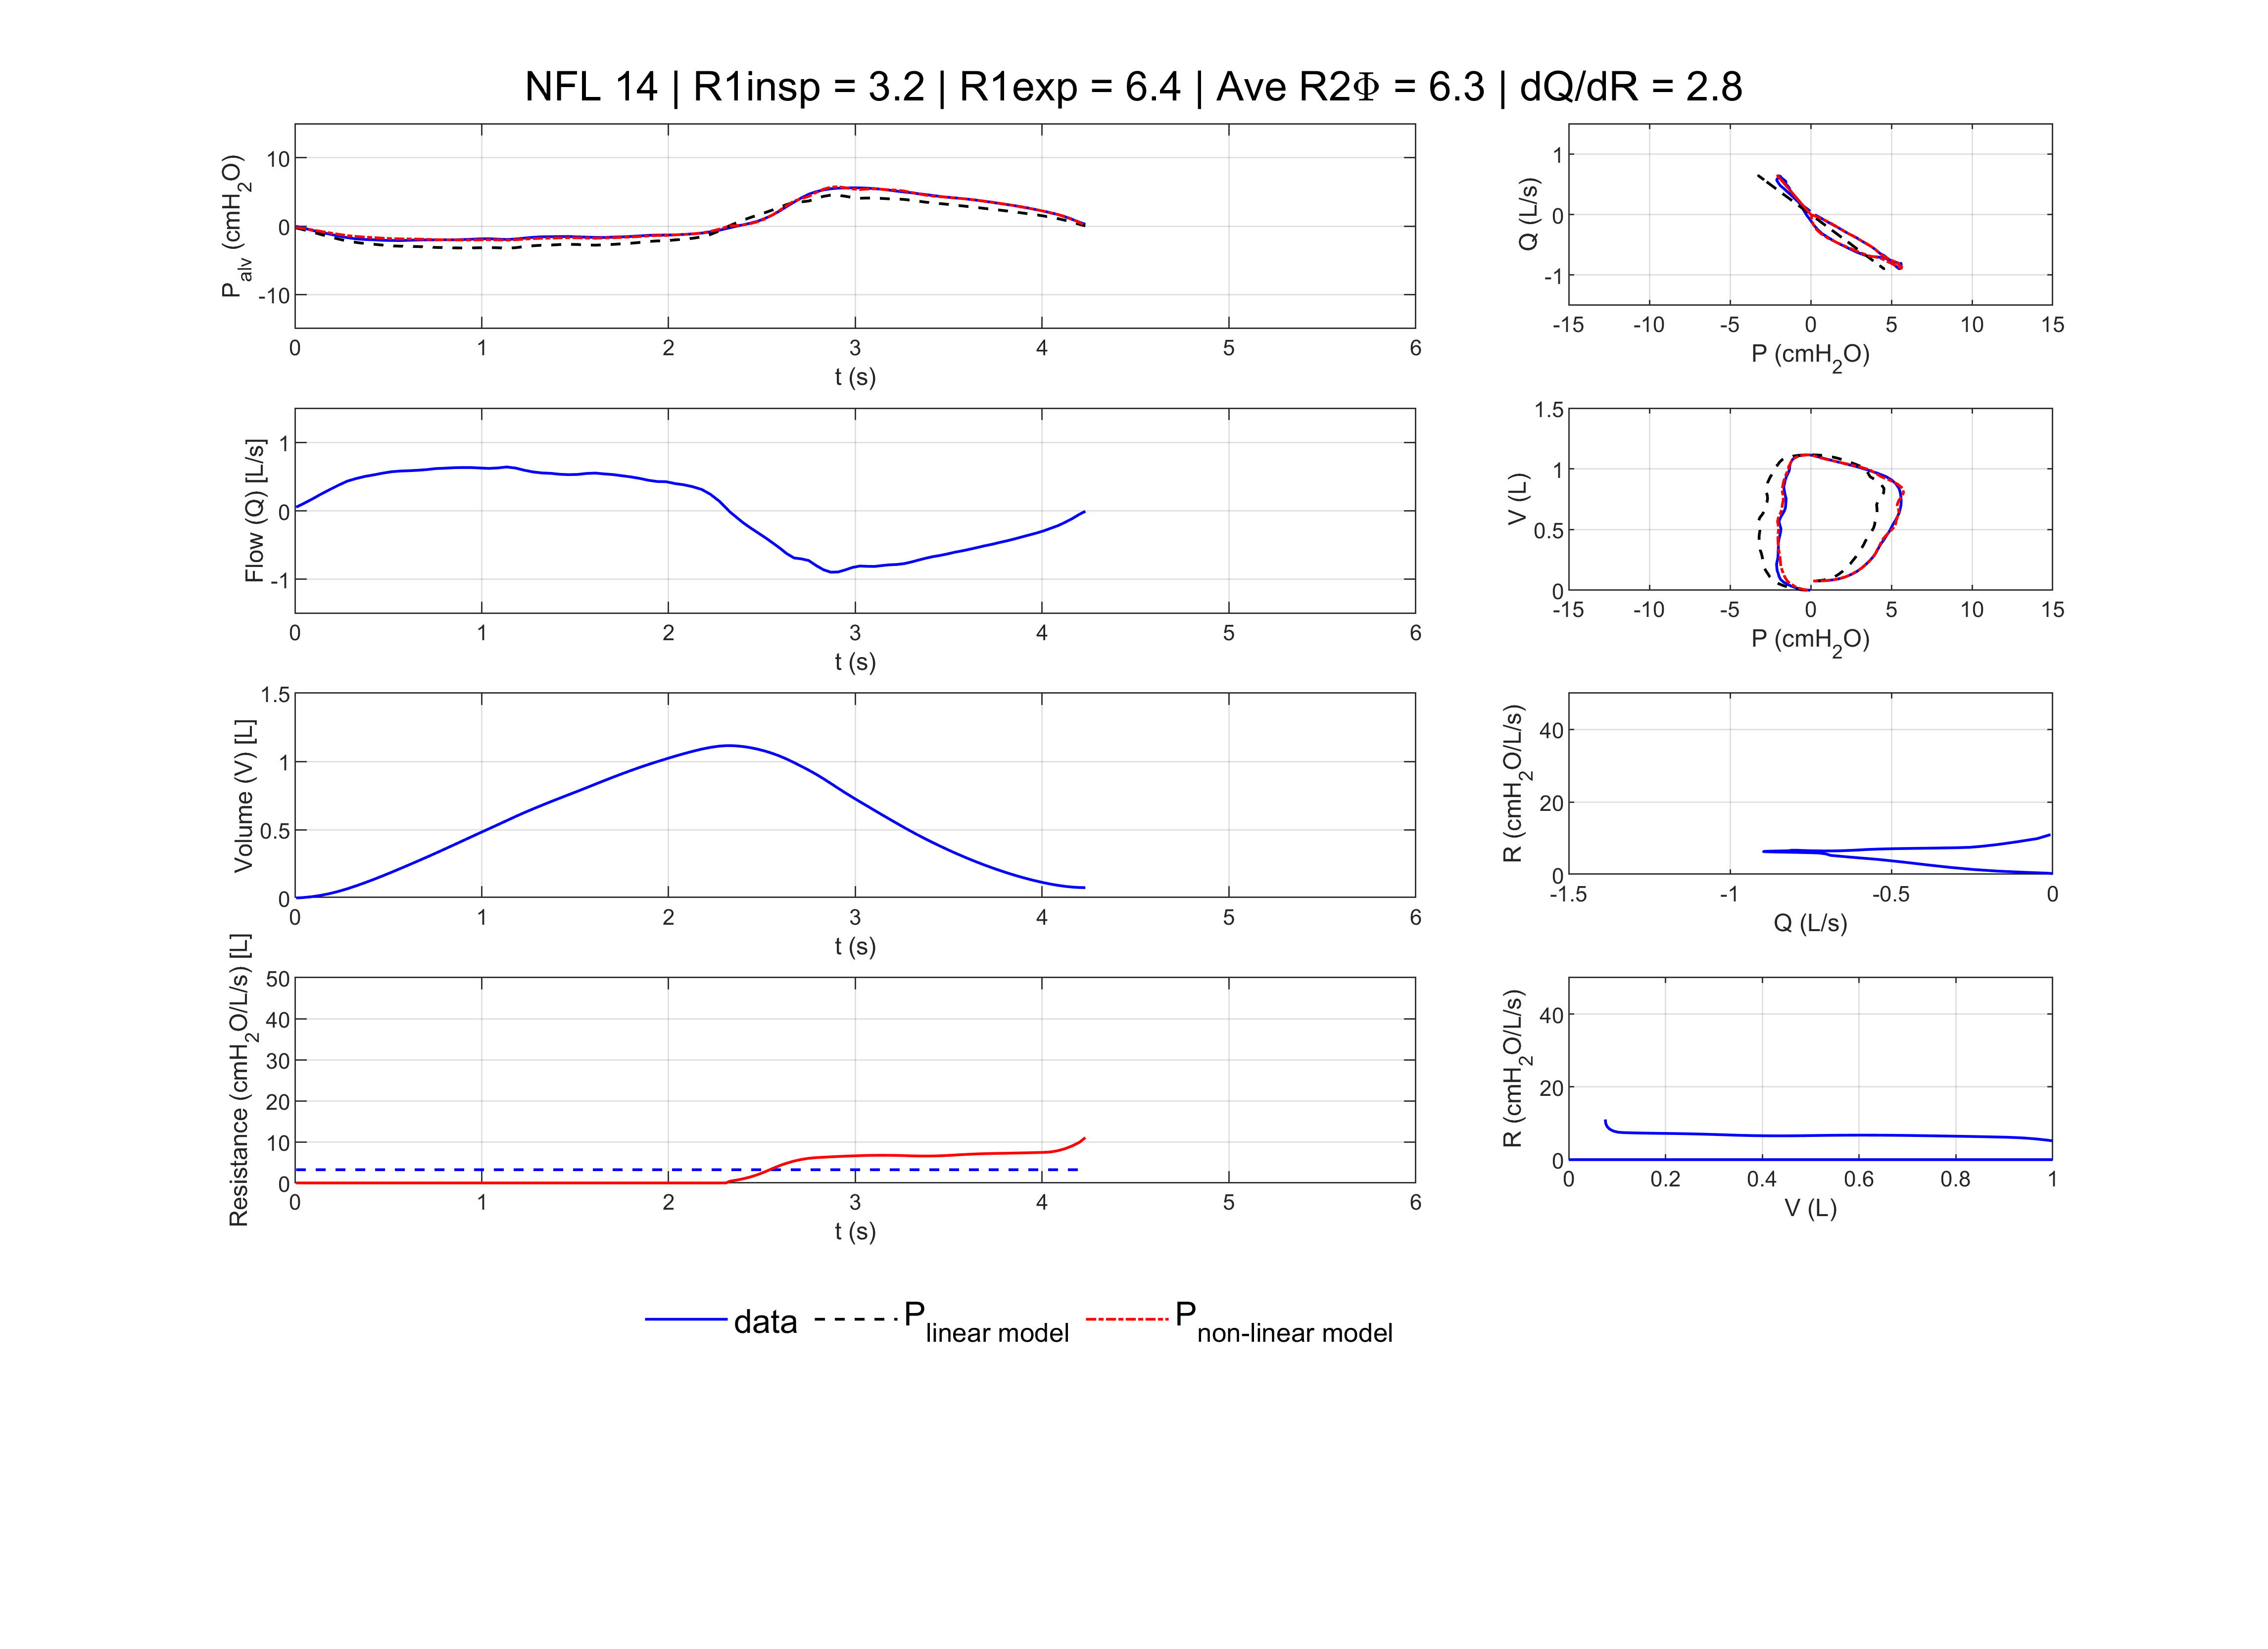 NFL 14 | R1insp = 3.2 | R1exp = 6.4 | Ave R2Φ = 6.3 | dQ/dR = 2.8
P_alv (cmH2O)
10
0
-10
0 1 2 3 4 5 6
t (s)
Q (L/s)
1
0
-1
-15 -10 -5 0 5 10 15
P (cmH2O)
Flow (Q) [L/s]
1
0
-1
0 1 2 3 4 5 6
t (s)
V (L)
1.5
1
0.5
0
-15 -10 -5 0 5 10 15
P (cmH2O)
Volume (V) [L]
1.5
1
0.5
0
0 1 2 3 4 5 6
t (s)
R (cmH2O/L/s)
40
20
0
-1.5 -1 -0.5 0
Q (L/s)
Resistance (cmH2O/L/s) [L]
50
40
30
20
10
0
0 1 2 3 4 5 6
t (s)
R (cmH2O/L/s)
40
20
0
0 0.2 0.4 0.6 0.8 1
V (L)
data P_linear model P_non-linear model